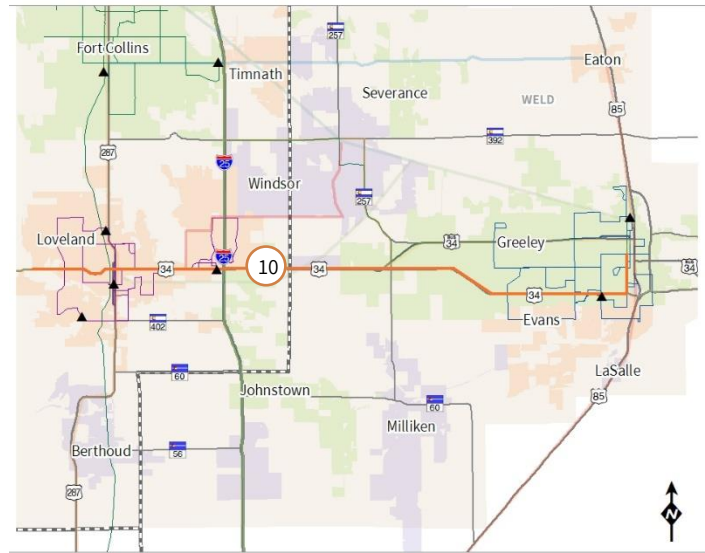 257
Fort Collins
Timnath
Eaton
Severance
WELD
85
392
287
25
Windsor
257
Loveland
34
Greeley
25
34
10
34
34
34
402
Evans
60
LaSalle
Johnstown
85
60
Milliken
Berthoud
56
287
N